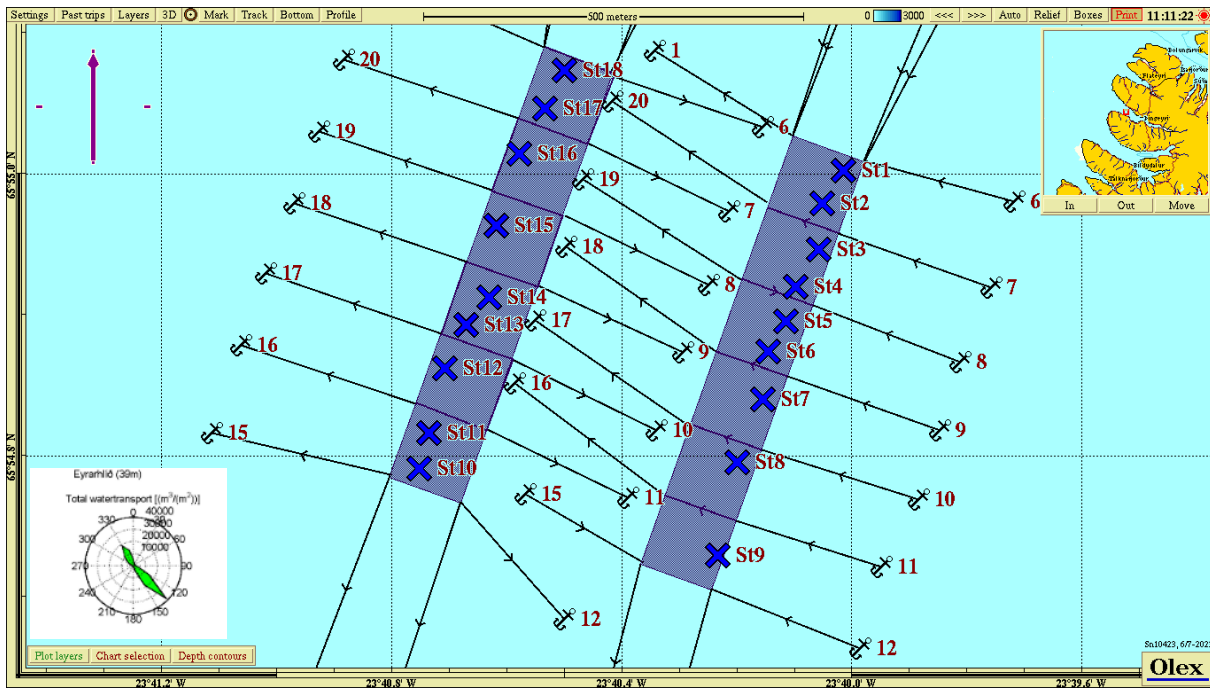 Settings Past trips Layers 3D Mark Track Bottom Profile 500 meters 0 3000 <<< >>> Auto Relief Boxes Print 11:11:22
20
1
St18
20
St17
6
19
St16
St1
19
6
18
St2
7
St15
18
St3
17
8
St4
7
St14
17
St5
St13
16
9
St6
8
St12
16
St7
15
St11
10
9
St8
St10
15
11
10
St9
11
12
12
65°55.0' N
65°54.8' N
In Out Move
Eyrarhlíð (39m)
Total watertransport [(m³/(m²))]
0
40000
30000
20000
10000
330
30
300
60
270
90
240
120
210
150
180
Plot layers Chart selection Depth contours
23°41.2' W 23°40.8' W 23°40.4' W 23°40.0' W 23°39.6' W
Sn10423, 6/7-2021
Olex